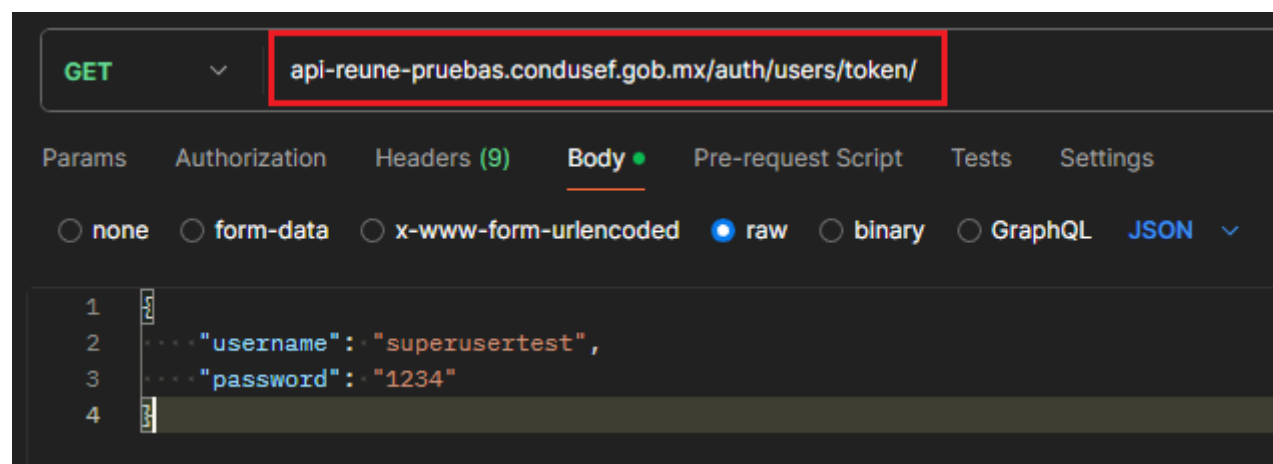 GET api-reune-pruebas.condusef.gob.mx/auth/users/token/
Params Authorization Headers (9) Body Pre-request Script Tests Settings
none form-data x-www-form-urlencoded raw binary GraphQL JSON
1 {
2 "username": "superusertest",
3 "password": "1234"
4 }